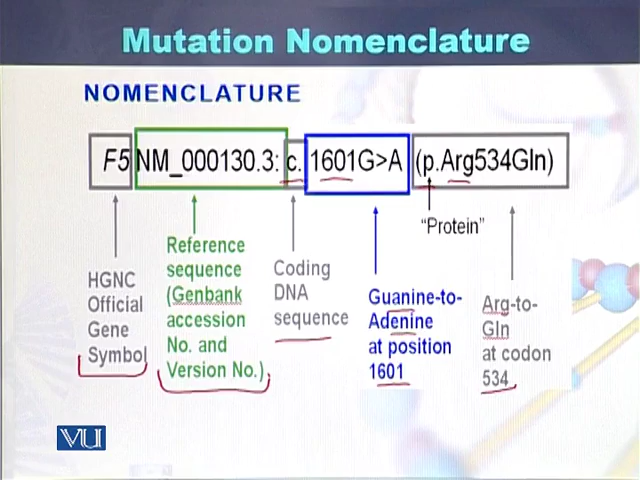 Mutation Nomenclature
NOMENCLATURE
F5 NM_000130.3: c. 1601G>A (p.Arg534Gln)
"Protein"
HGNC
Official
Gene
Symbol
Reference
sequence
(Genbank
accession
No. and
Version No.)
Coding
DNA
sequence
Guanine-to-
Adenine
at position
1601
Arg-to-
Gln
at codon
534
VU